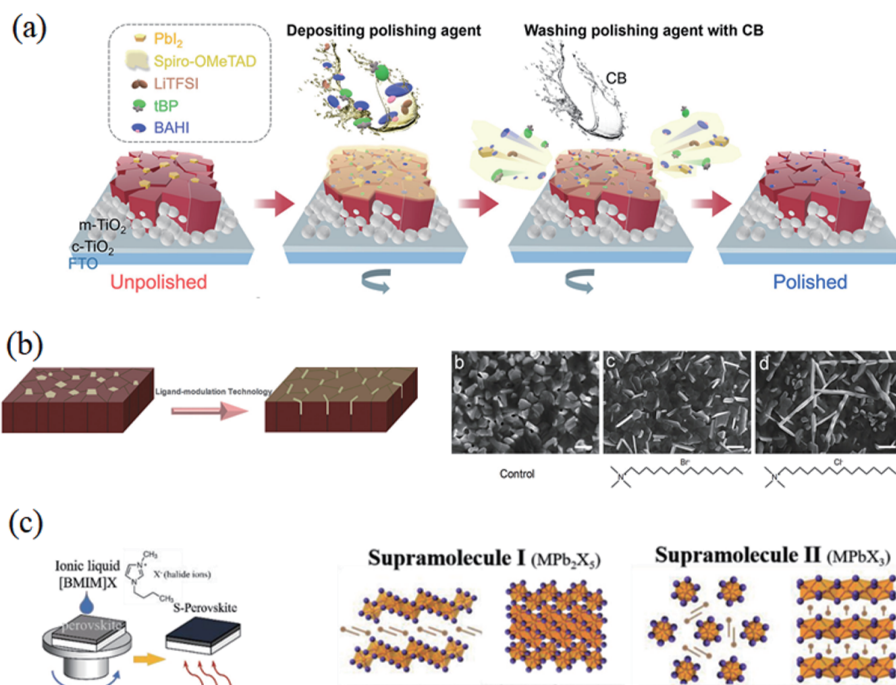 (a)
PbI₂
Spiro-OMeTAD
LiTFSI
tBP
BAHI
Depositing polishing agent
Washing polishing agent with CB
CB
m-TiO₂
c-TiO₂
FTO
Unpolished
Polished
(b)
Ligand-modulation Technology
b
c
d
Control
Br⁻
N⁺
Cl⁻
N⁺
(c)
Ionic liquid
[BMIM]X
CH₃
N
N⁺
X⁻(halide ions)
CH₃
perovskite
S-Perovskite
Supramolecule I (MPb₂X₅)
Supramolecule II (MPbX₃)